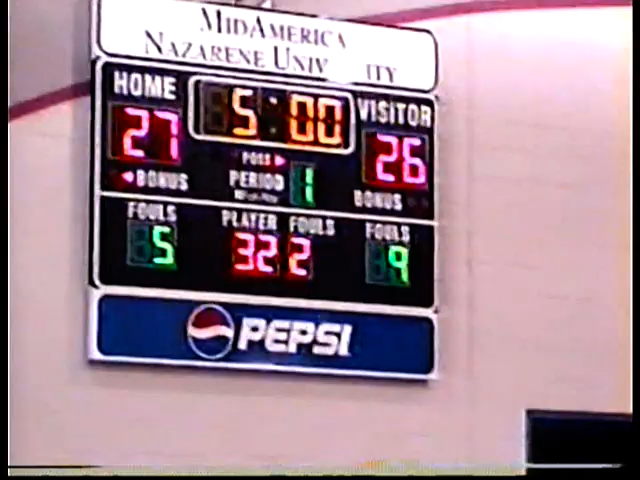 MIDAMERICA
NAZARENE UNIV ITY
HOME 5:00 VISITOR
27 26
POSS ▶
◀BONUS PERIOD 1 BONUS
FOULS PLAYER FOULS FOULS
5 32 2 9
PEPSI